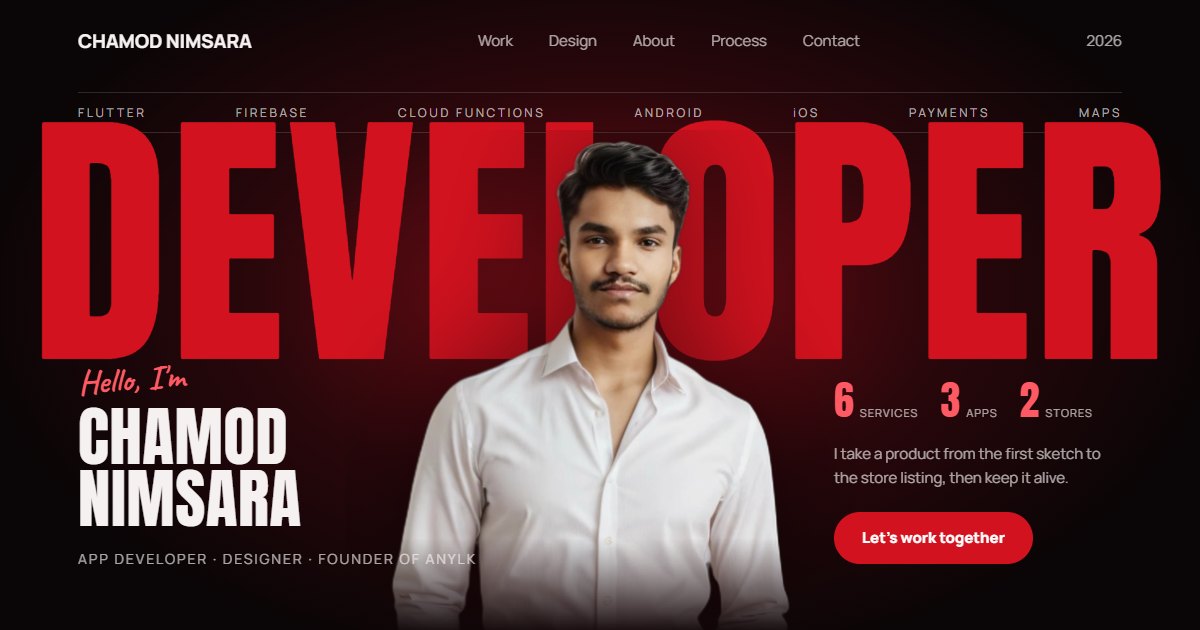 CHAMOD NIMSARA
Work Design About Process Contact
2026
FLUTTER FIREBASE CLOUD FUNCTIONS ANDROID iOS PAYMENTS MAPS
DEVELOPER
Hello, I'm
CHAMOD
NIMSARA
APP DEVELOPER · DESIGNER · FOUNDER OF ANYLK
6 SERVICES 3 APPS 2 STORES
I take a product from the first sketch to
the store listing, then keep it alive.
Let's work together